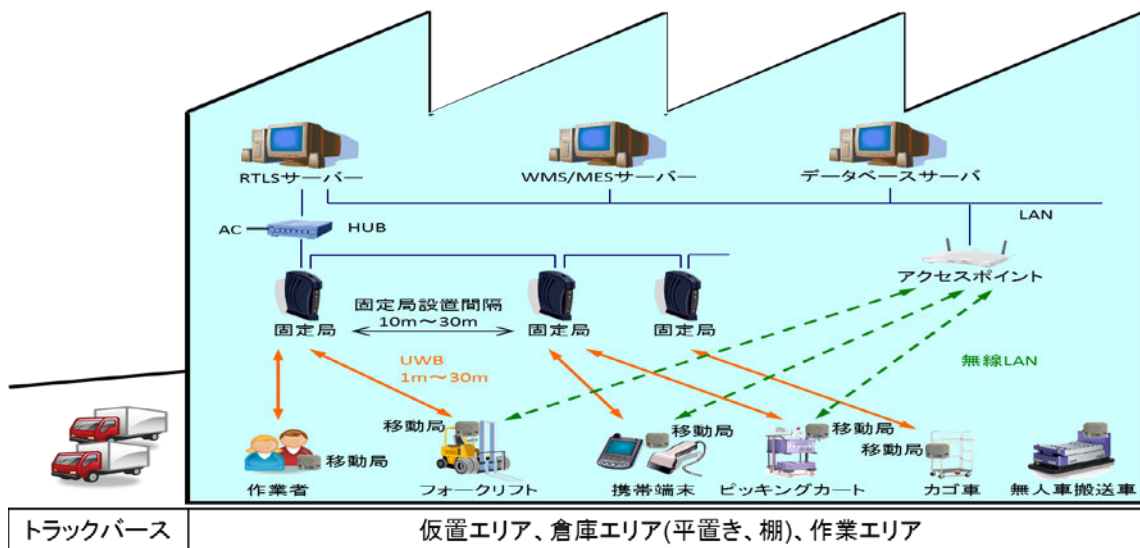 RTLSサーバー
WMS/MESサーバー
データベースサーバ
LAN
AC
HUB
アクセスポイント
固定局設置間隔
10m～30m
固定局
固定局
固定局
UWB
1m～30m
無線LAN
移動局
移動局
移動局
移動局
移動局
作業者
フォークリフト
携帯端末
ピッキングカート
カゴ車
無人車搬送車
トラックバース
仮置エリア、倉庫エリア(平置き、棚)、作業エリア